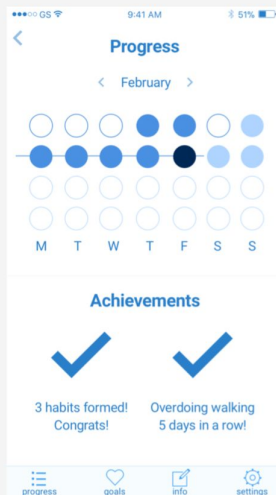 GS 9:41 AM 51%
Progress
< February >
M T W T F S S
Achievements
3 habits formed! Overdoing walking
Congrats! 5 days in a row!
progress goals info settings